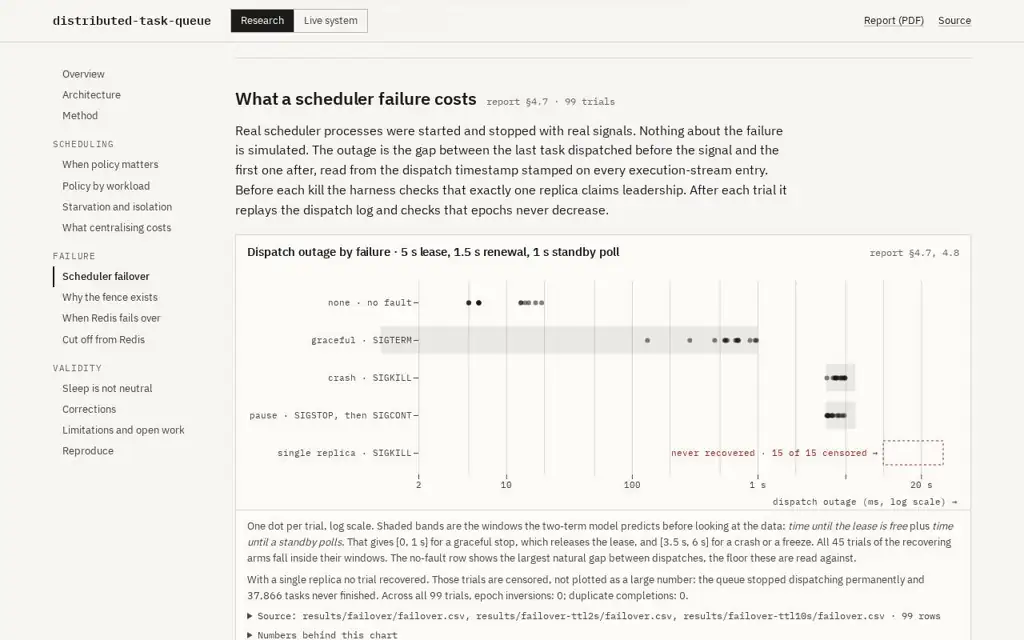 distributed-task-queue
Research
Live system
Report (PDF)
Source
Overview
Architecture
Method
SCHEDULING
When policy matters
Policy by workload
Starvation and isolation
What centralising costs
FAILURE
Scheduler failover
Why the fence exists
When Redis fails over
Cut off from Redis
VALIDITY
Sleep is not neutral
Corrections
Limitations and open work
Reproduce
What a scheduler failure costs report §4.7 · 99 trials
Real scheduler processes were started and stopped with real signals. Nothing about the failure
is simulated. The outage is the gap between the last task dispatched before the signal and the
first one after, read from the dispatch timestamp stamped on every execution-stream entry.
Before each kill the harness checks that exactly one replica claims leadership. After each trial it
replays the dispatch log and checks that epochs never decrease.
Dispatch outage by failure · 5 s lease, 1.5 s renewal, 1 s standby poll
report §4.7, 4.8
none · no fault
graceful · SIGTERM
crash · SIGKILL
pause · SIGSTOP, then SIGCONT
single replica · SIGKILL
never recovered · 15 of 15 censored →
2 10 100 1 s 20 s
dispatch outage (ms, log scale) →
One dot per trial, log scale. Shaded bands are the windows the two-term model predicts before looking at the data: time until the lease is free plus time
until a standby polls. That gives [0, 1 s] for a graceful stop, which releases the lease, and [3.5 s, 6 s] for a crash or a freeze. All 45 trials of the recovering
arms fall inside their windows. The no-fault row shows the largest natural gap between dispatches, the floor these are read against.
With a single replica no trial recovered. Those trials are censored, not plotted as a large number: the queue stopped dispatching permanently and
37,866 tasks never finished. Across all 99 trials, epoch inversions: 0; duplicate completions: 0.
▶ Source: results/failover/failover.csv, results/failover-ttl2s/failover.csv, results/failover-ttl10s/failover.csv · 99 rows
▶ Numbers behind this chart